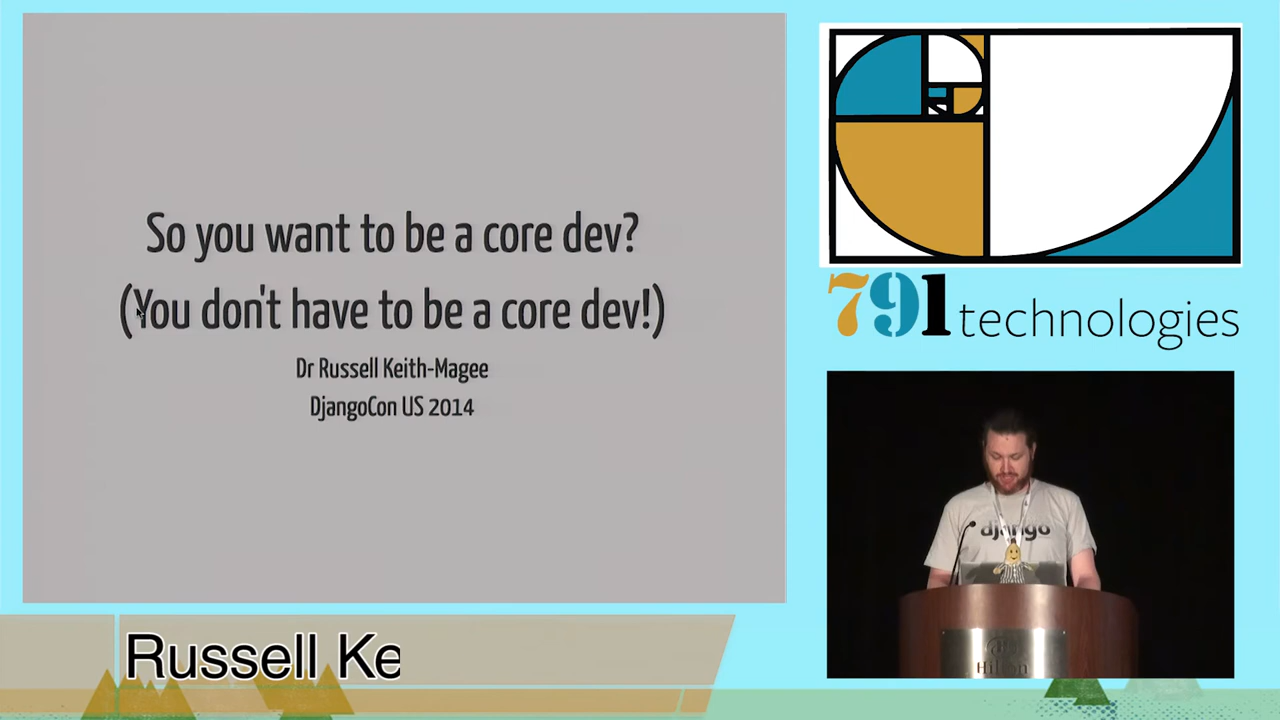 So you want to be a core dev?
(You don't have to be a core dev!)
Dr Russell Keith-Magee
DjangoCon US 2014
791 technologies
django
Hilton
Russell Ke